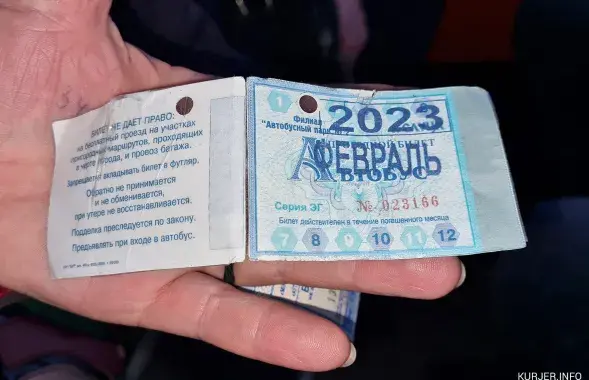 БИЛЕТ НЕ ДАЕТ ПРАВО:
на бесплатный проезд на участках
пригородных маршрутов, проходящих
в черте города, и провоз багажа.
Запрещается вкладывать билет в футляр.
Обратно не принимается
и не обменивается,
при утере не восстанавливается.
Подделка преследуется по закону.
Предъявлять при входе в автобус.
1
2023
Филиал
"Автобусный парк
БИЛЕТ
ФЕВРАЛЬ
АВТОБУС
Серия ЭГ № 023166
Билет действителен в течение погашенного месяца
7 8 9 10 11 12
KURJER.INFO